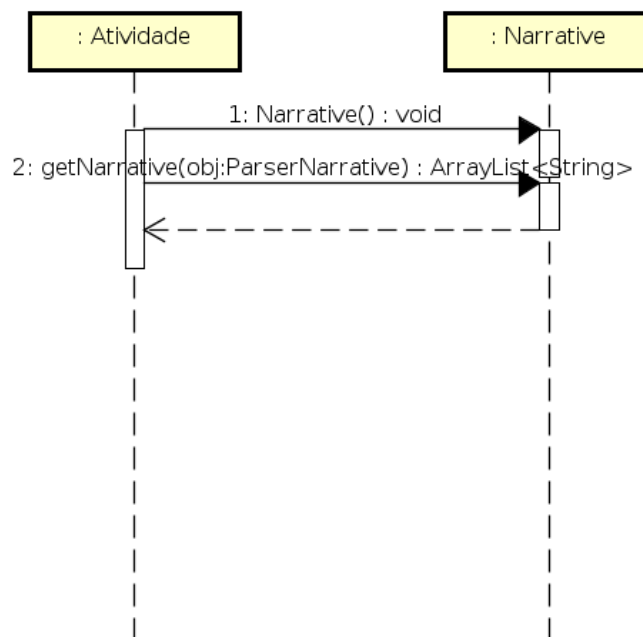 : Atividade
: Narrative
1: Narrative() : void
2: getNarrative(obj:ParserNarrative) : ArrayList<String>